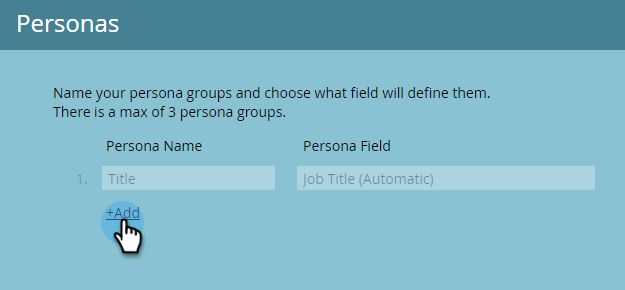 Personas
Name your persona groups and choose what field will define them.
There is a max of 3 persona groups.
Persona Name Persona Field
1. Title Job Title (Automatic)
+Add